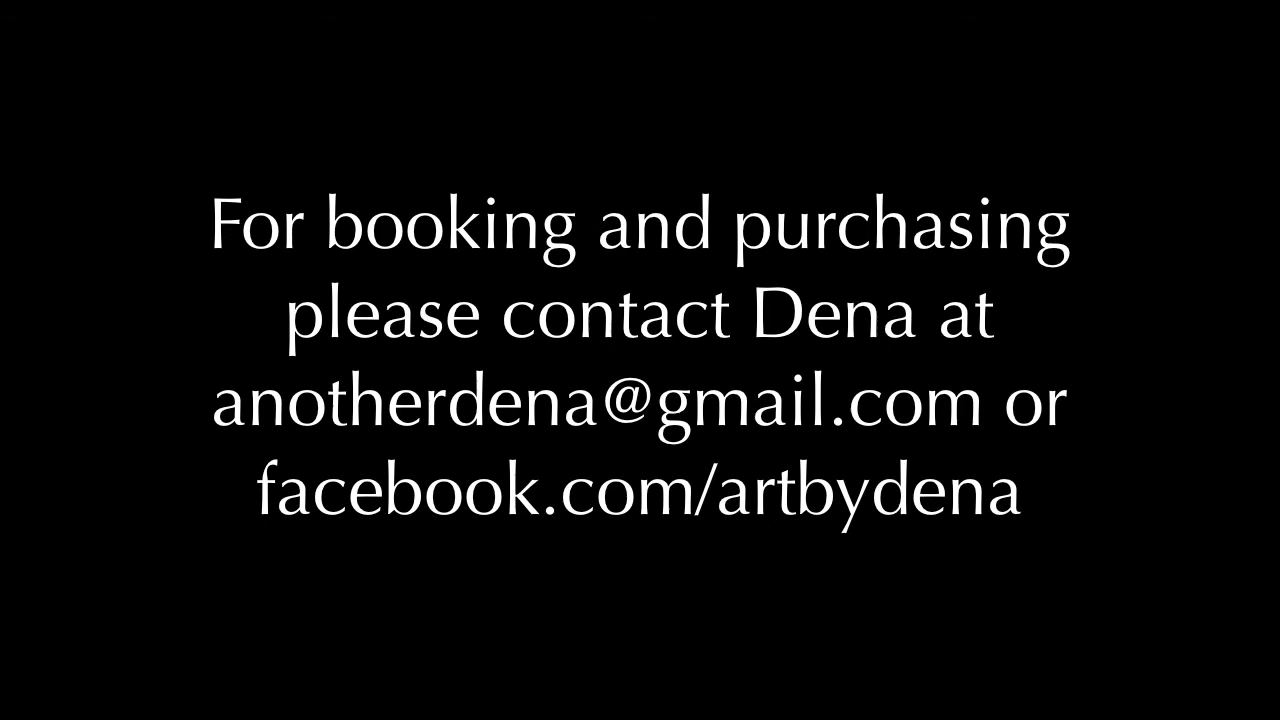 For booking and purchasing
please contact Dena at
anotherdena@gmail.com or
facebook.com/artbydena